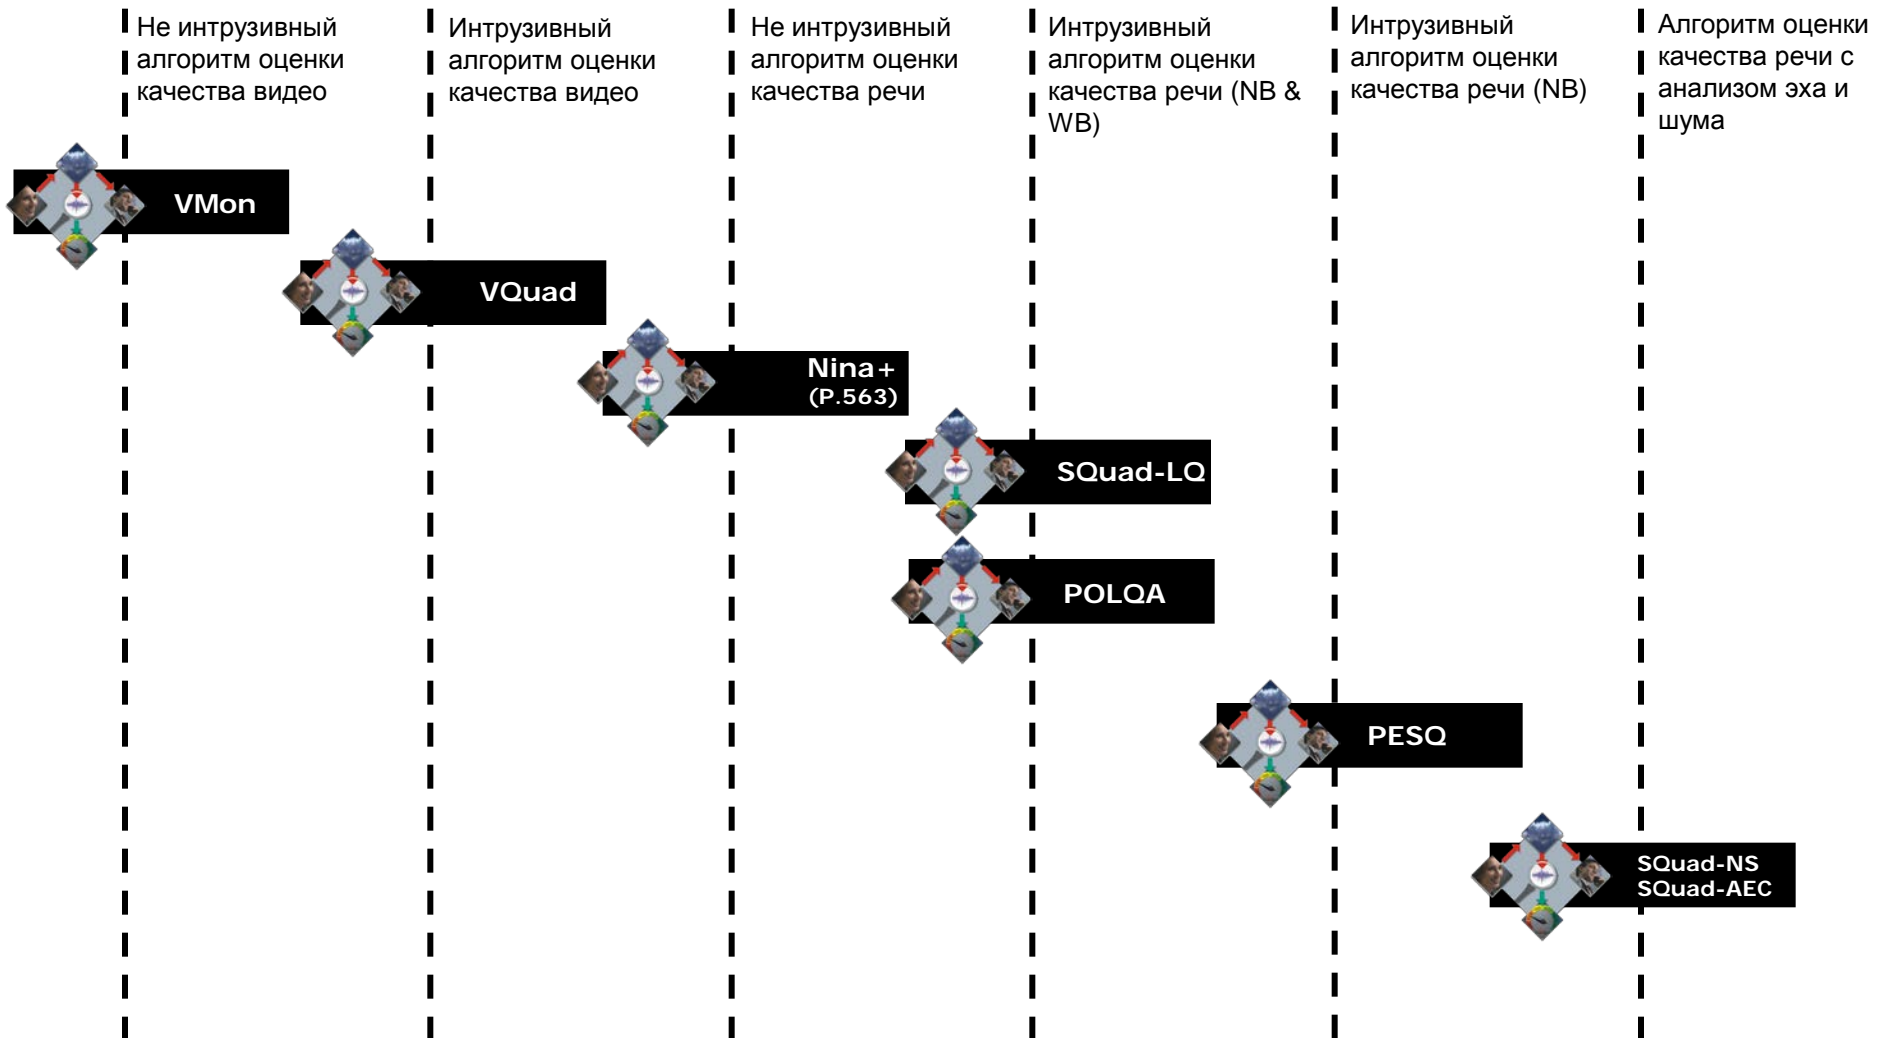 Не интрузивный
алгоритм оценки
качества видео
Интрузивный
алгоритм оценки
качества видео
Не интрузивный
алгоритм оценки
качества речи
Интрузивный
алгоритм оценки
качества речи (NB &
WB)
Интрузивный
алгоритм оценки
качества речи (NB)
Алгоритм оценки
качества речи с
анализом эха и
шума
VMon
VQuad
Nina+
(P.563)
SQuad-LQ
POLQA
PESQ
SQuad-NS
SQuad-AEC